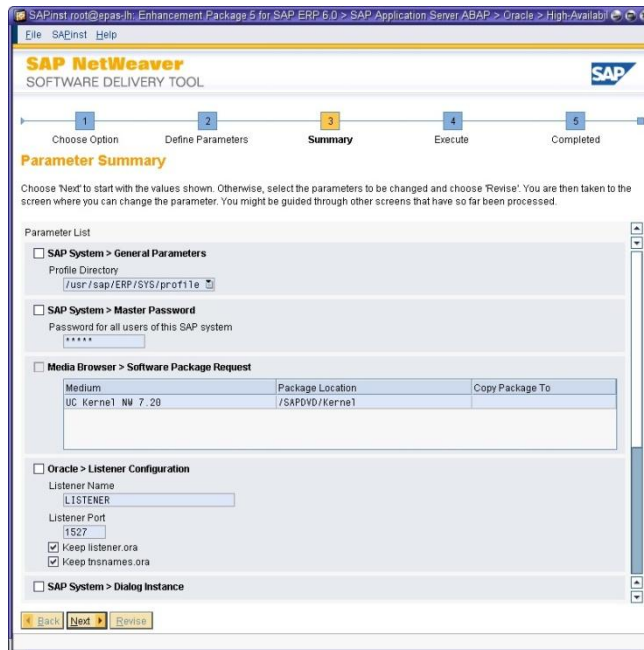 SAPinst root@epas-lh: Enhancement Package 5 for SAP ERP 6.0 > SAP Application Server ABAP > Oracle > High-Availabil
File SAPinst Help
SAP NetWeaver
SOFTWARE DELIVERY TOOL
SAP
1 2 3 4 5
Choose Option Define Parameters Summary Execute Completed
Parameter Summary
Choose 'Next' to start with the values shown. Otherwise, select the parameters to be changed and choose 'Revise'. You are then taken to the
screen where you can change the parameter. You might be guided through other screens that have so far been processed.
Parameter List
SAP System > General Parameters
Profile Directory
/usr/sap/ERP/SYS/profile
SAP System > Master Password
Password for all users of this SAP system
*****
Media Browser > Software Package Request
Medium Package Location Copy Package To
UC Kernel NW 7.20 /SAPDVD/Kernel
Oracle > Listener Configuration
Listener Name
LISTENER
Listener Port
1527
Keep listener.ora
Keep tnsnames.ora
SAP System > Dialog Instance
Back Next Revise